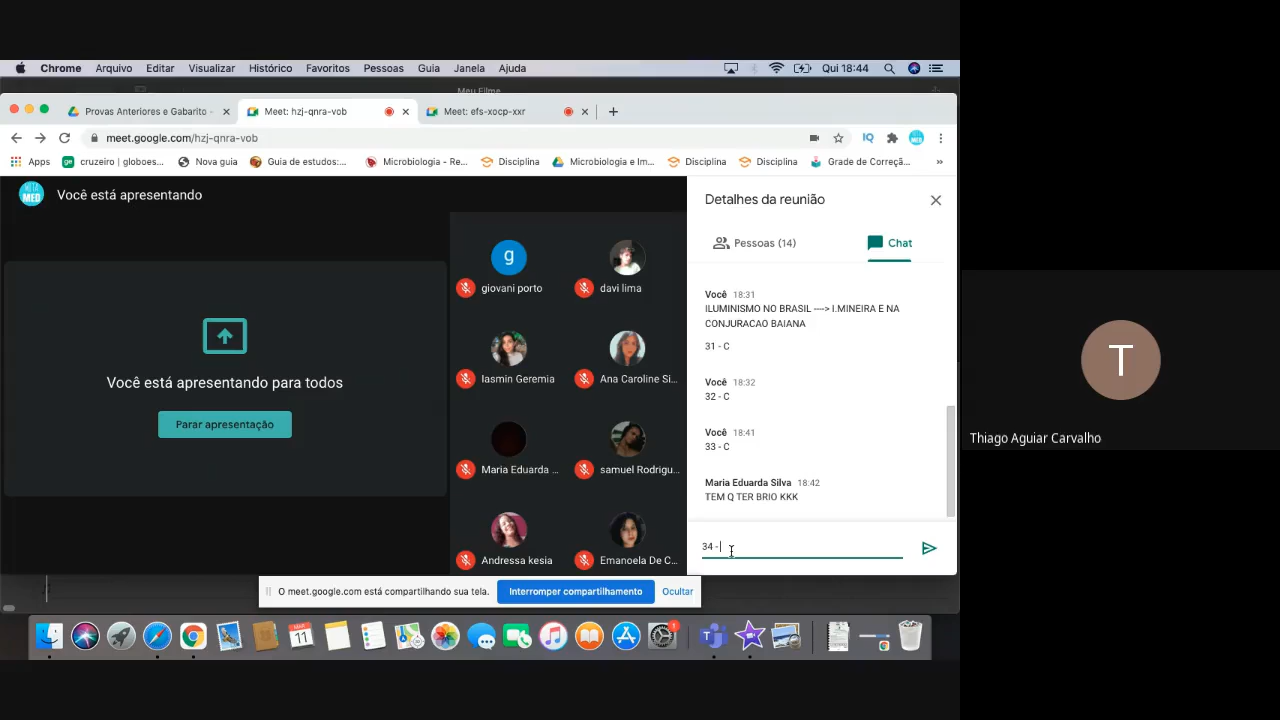 Chrome Arquivo Editar Visualizar Histórico Favoritos Pessoas Guia Janela Ajuda Qui 18:44
Meu Filme
Provas Anteriores e Gabarito - Meet: hzj-qnra-vob Meet: efs-xocp-xxr
meet.google.com/hzj-qnra-vob
Apps cruzeiro | globoes... Nova guia Guia de estudos:... Microbiologia - Re... Disciplina Microbiologia e Im... Disciplina Disciplina Grade de Correçã... »
MED
Você está apresentando
Você está apresentando para todos
Parar apresentação
g
giovani porto
davi lima
Iasmin Geremia
Ana Caroline Si...
Maria Eduarda ...
samuel Rodrigu...
Andressa kesia
Emanoela De C...
Detalhes da reunião
Pessoas (14) Chat
Você 18:31
ILUMINISMO NO BRASIL ----> I.MINEIRA E NA
CONJURACAO BAIANA
31 - C
Você 18:32
32 - C
Você 18:41
33 - C
Maria Eduarda Silva 18:42
TEM Q TER BRIO KKK
34 -
O meet.google.com está compartilhando sua tela. Interromper compartilhamento Ocultar
11
1
T
Thiago Aguiar Carvalho